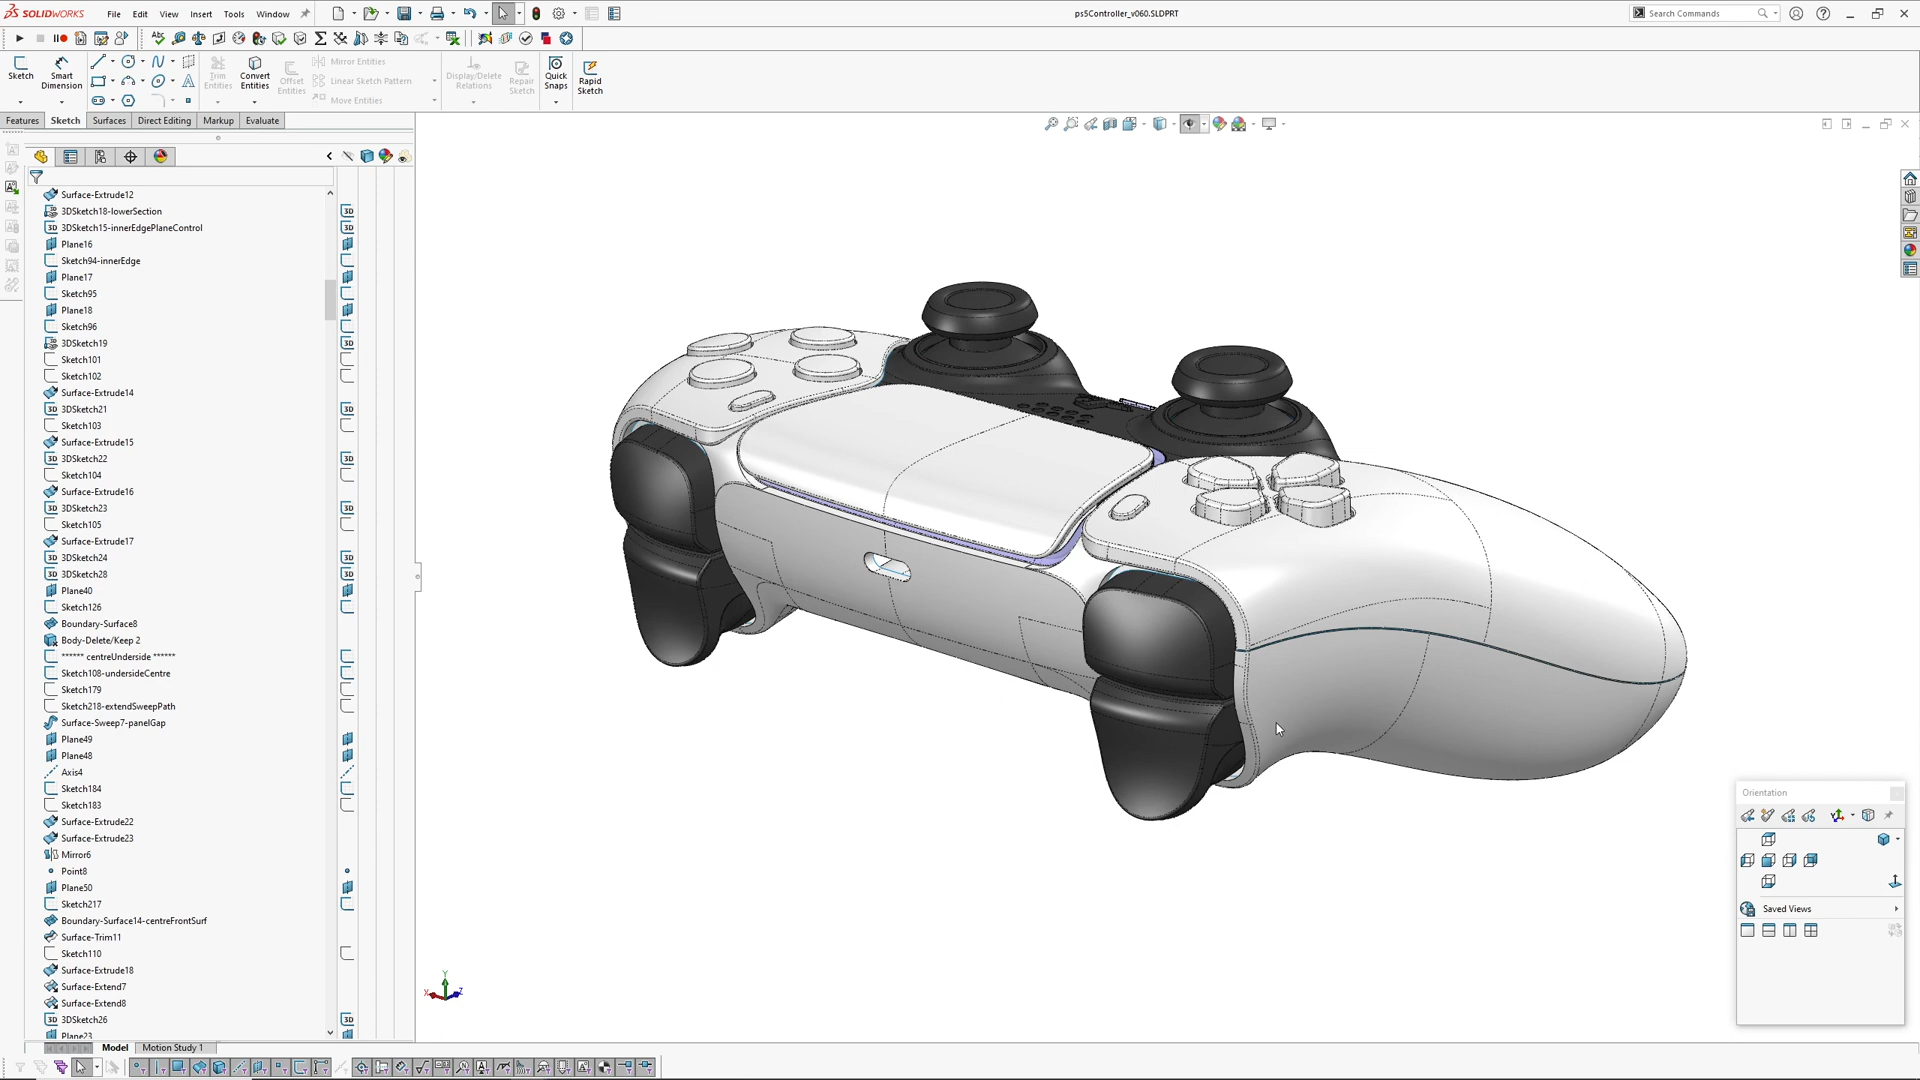 SOLIDWORKS
File Edit View Insert Tools Window
ps5Controller_v060.SLDPRT
Search Commands
Sketch
Smart Dimension
Trim Entities
Convert Entities
Offset Entities
Mirror Entities
Linear Sketch Pattern
Move Entities
Display/Delete Relations
Repair Sketch
Quick Snaps
Rapid Sketch
Features Sketch Surfaces Direct Editing Markup Evaluate
Surface-Extrude12
3DSketch18-lowerSection
3DSketch15-innerEdgePlaneControl
Plane16
Sketch94-innerEdge
Plane17
Sketch95
Plane18
Sketch96
3DSketch19
Sketch101
Sketch102
Surface-Extrude14
3DSketch21
Sketch103
Surface-Extrude15
3DSketch22
Sketch104
Surface-Extrude16
3DSketch23
Sketch105
Surface-Extrude17
3DSketch24
3DSketch28
Plane40
Sketch126
Boundary-Surface8
Body-Delete/Keep 2
****** centreUnderside ******
Sketch108-undersideCentre
Sketch179
Sketch218-extendSweepPath
Surface-Sweep7-panelGap
Plane49
Plane48
Axis4
Sketch184
Sketch183
Surface-Extrude22
Surface-Extrude23
Mirror6
Point8
Plane50
Sketch217
Boundary-Surface14-centreFrontSurf
Surface-Trim11
Sketch110
Surface-Extrude18
Surface-Extend7
Surface-Extend8
3DSketch26
Plane23
Orientation
Saved Views
Y
X
Z
Model Motion Study 1